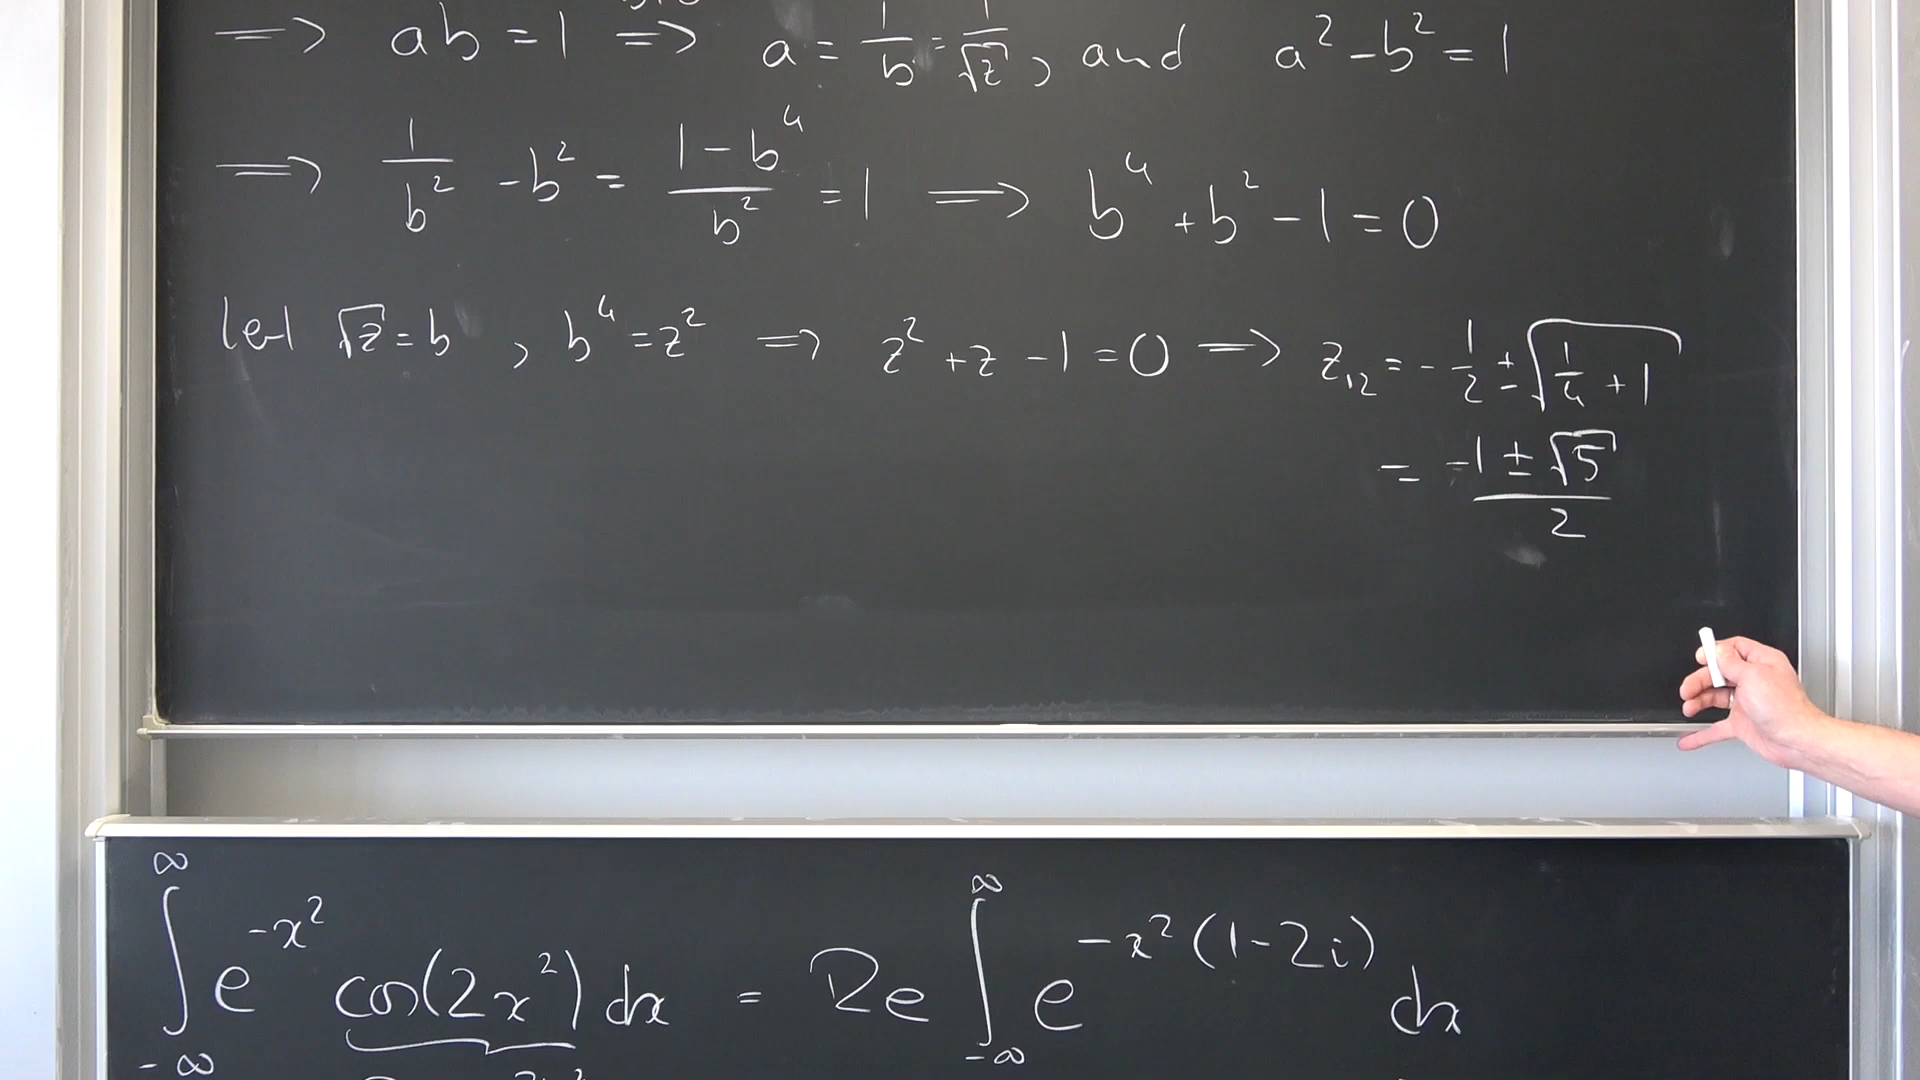 ⟹ ab = 1 ⟹ a = 1/b = 1/√z, and a² - b² = 1
⟹ 1/b² - b² = (1 - b⁴)/b² = 1 ⟹ b⁴ + b² - 1 = 0
let √z = b, b⁴ = z² ⟹ z² + z - 1 = 0 ⟹ z₁₂ = - 1/2 ± √(1/4 + 1)
= (-1 ± √5)/2
∫_{-∞}^{∞} e^{-x²} cos(2x²) dx = Re ∫_{-∞}^{∞} e^{-x²(1-2i)} dx